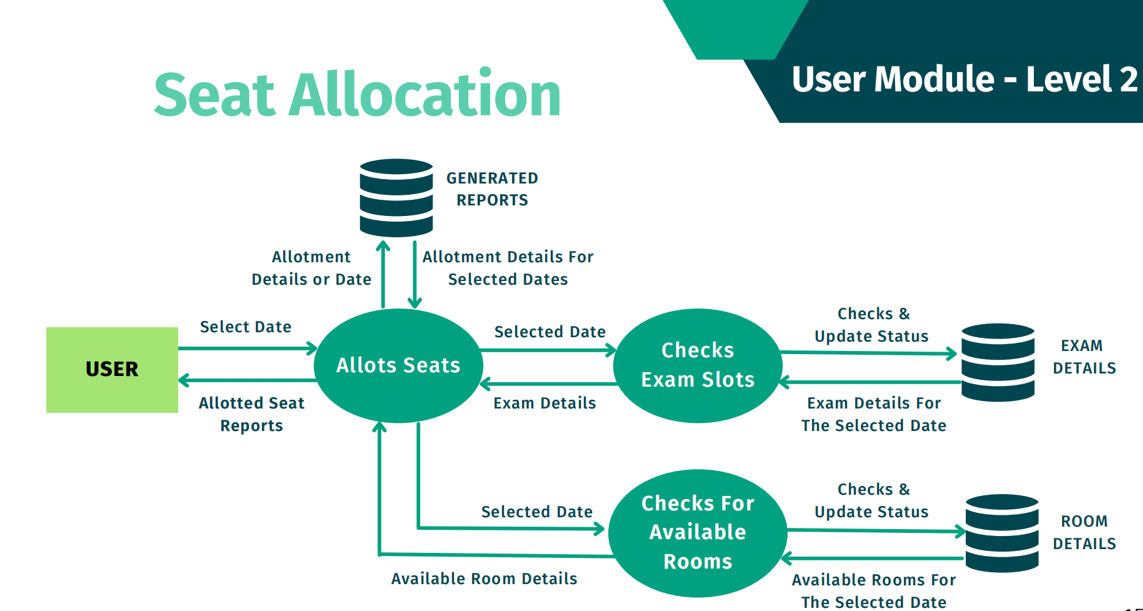 Seat Allocation
User Module - Level 2
GENERATED
REPORTS
Allotment
Details or Date
Allotment Details For
Selected Dates
USER
Select Date
Allotted Seat
Reports
Allots Seats
Selected Date
Exam Details
Checks
Exam Slots
Checks &
Update Status
Exam Details For
The Selected Date
EXAM
DETAILS
Selected Date
Available Room Details
Checks For
Available
Rooms
Checks &
Update Status
Available Rooms For
The Selected Date
ROOM
DETAILS